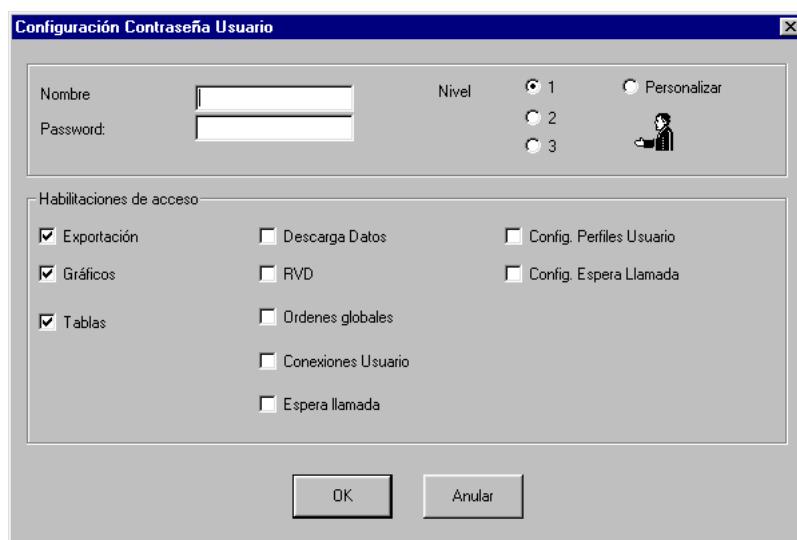 Configuración Contraseña Usuario
Nombre
Nivel
1
Personalizar
Password:
2
3
Habilitaciones de acceso
Exportación
Descarga Datos
Config. Perfiles Usuario
Gráficos
RVD
Config. Espera Llamada
Tablas
Ordenes globales
Conexiones Usuario
Espera llamada
OK
Anular